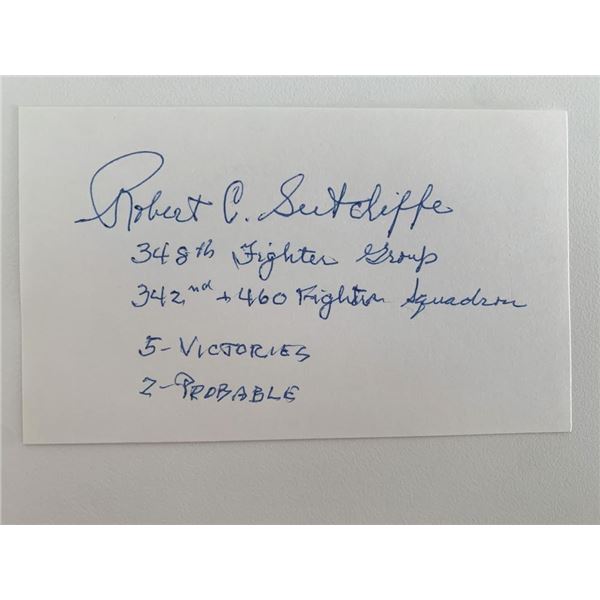 Robert C. Sutcliffe
348th Fighter Group
342nd + 460 Fighter Squadron
5-VICTORIES
2-PROBABLE